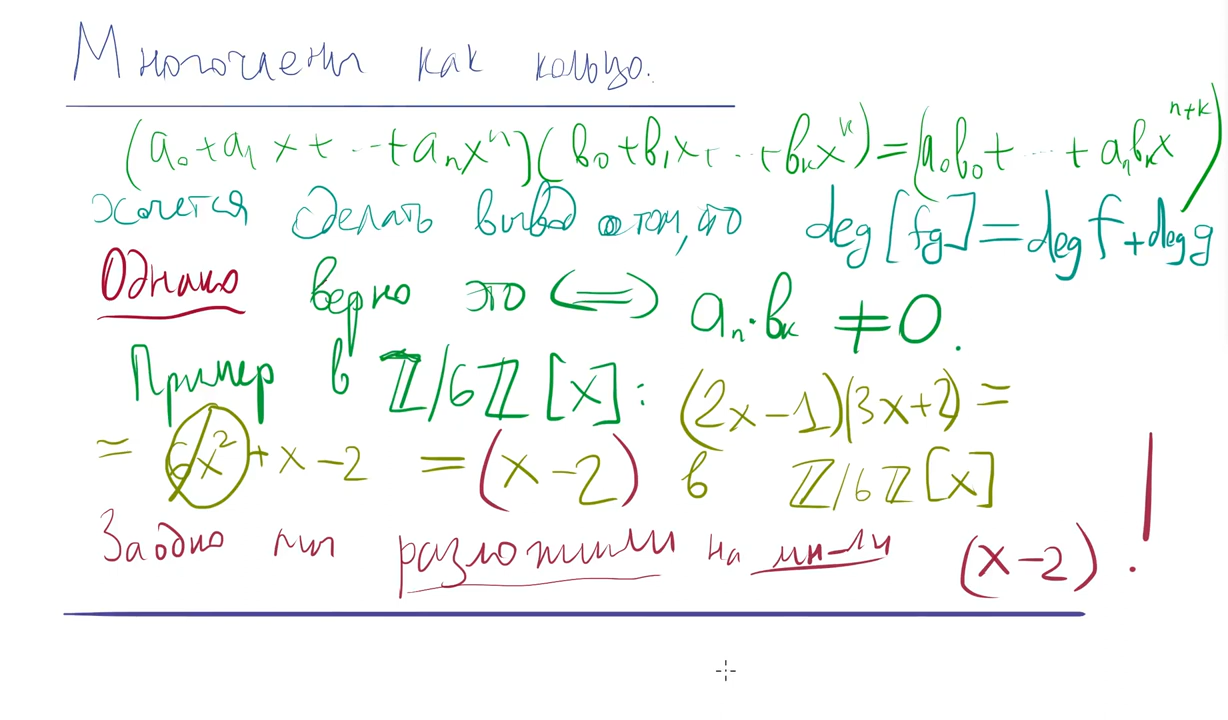 Многочлены как кольцо.
(a₀+a₁x+...+aₙxⁿ)(b₀+b₁x+...+bₖxᵏ)=(a₀b₀+...+aₙbₖxⁿ⁺ᵏ)
хочется сделать вывод о том, что deg[fg]=deg f+deg g
Однако верно это <=> aₙ·bₖ ≠ 0.
Пример в ℤ/6ℤ[x]: (2x-1)(3x+2)=
= 6x²+x-2 = (x-2) в ℤ/6ℤ[x]
Заодно мы разложили на мн-ли (x-2)!